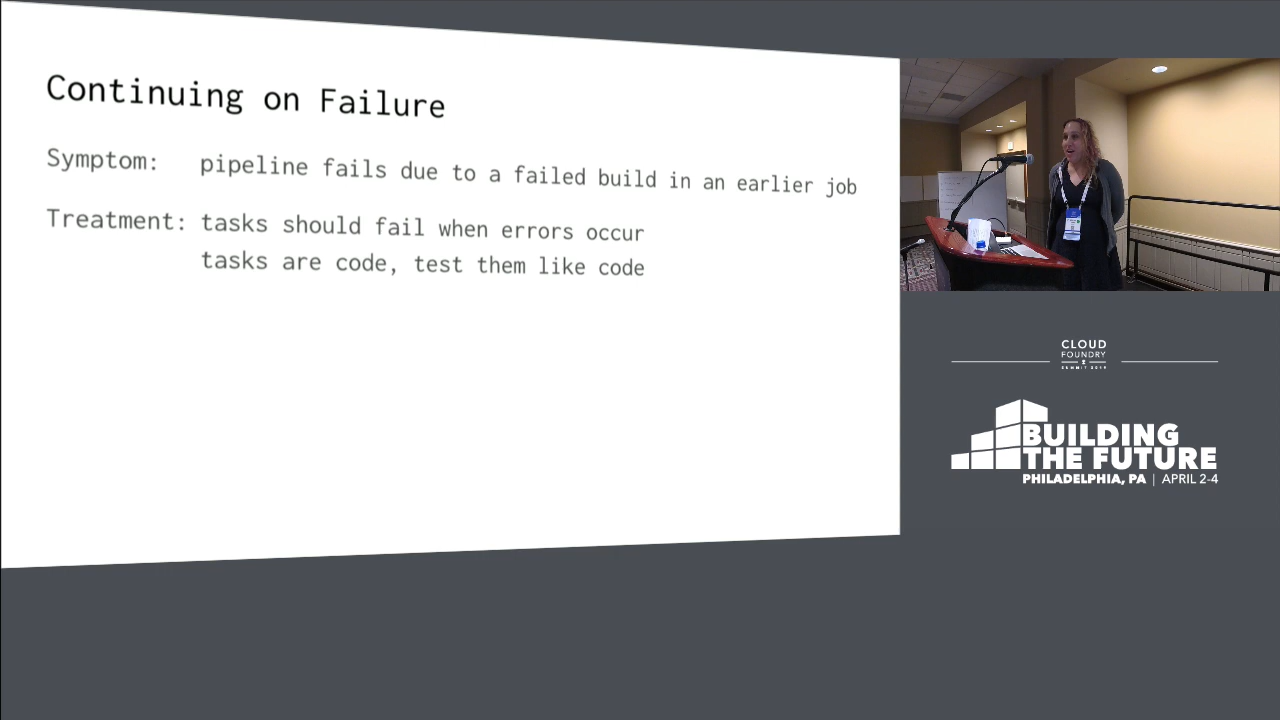 Continuing on Failure
Symptom: pipeline fails due to a failed build in an earlier job
Treatment: tasks should fail when errors occur
tasks are code, test them like code
CLOUD
FOUNDRY
SUMMIT 2019
BUILDING
THE FUTURE
PHILADELPHIA, PA | APRIL 2-4